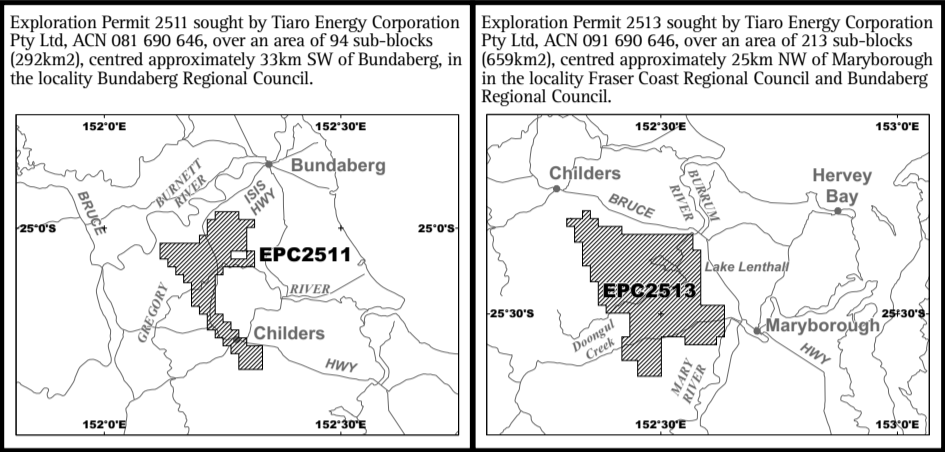 Exploration Permit 2511 sought by Tiaro Energy Corporation
Pty Ltd, ACN 081 690 646, over an area of 94 sub-blocks
(292km2), centred approximately 33km SW of Bundaberg, in
the locality Bundaberg Regional Council.
152°0'E
152°30'E
Bundaberg
BURNETT
RIVER
ISIS
HWY
BRUCE
25°0'S
25°0'S
EPC2511
RIVER
GREGORY
Childers
HWY
152°0'E
152°30'E
Exploration Permit 2513 sought by Tiaro Energy Corporation
Pty Ltd, ACN 091 690 646, over an area of 213 sub-blocks
(659km2), centred approximately 25km NW of Maryborough
in the locality Fraser Coast Regional Council and Bundaberg
Regional Council.
152°30'E
153°0'E
Childers
BURRUM
RIVER
Hervey
Bay
BRUCE
Lake Lenthall
EPC2513
25°30'S
25°30'S
Maryborough
Doongul
Creek
HWY
MARY
RIVER
152°30'E
153°0'E